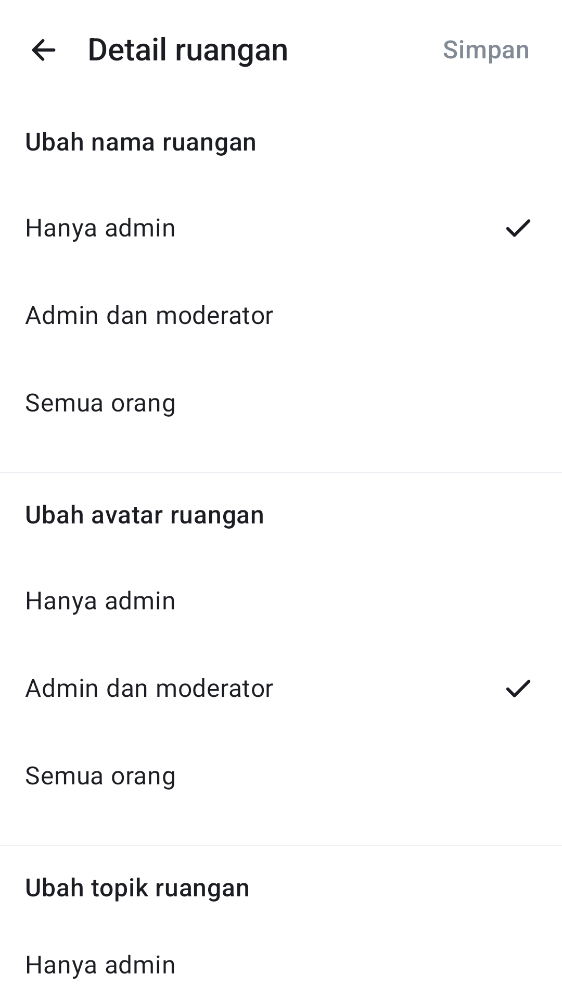 Detail ruangan
Simpan
Ubah nama ruangan
Hanya admin
Admin dan moderator
Semua orang
Ubah avatar ruangan
Hanya admin
Admin dan moderator
Semua orang
Ubah topik ruangan
Hanya admin